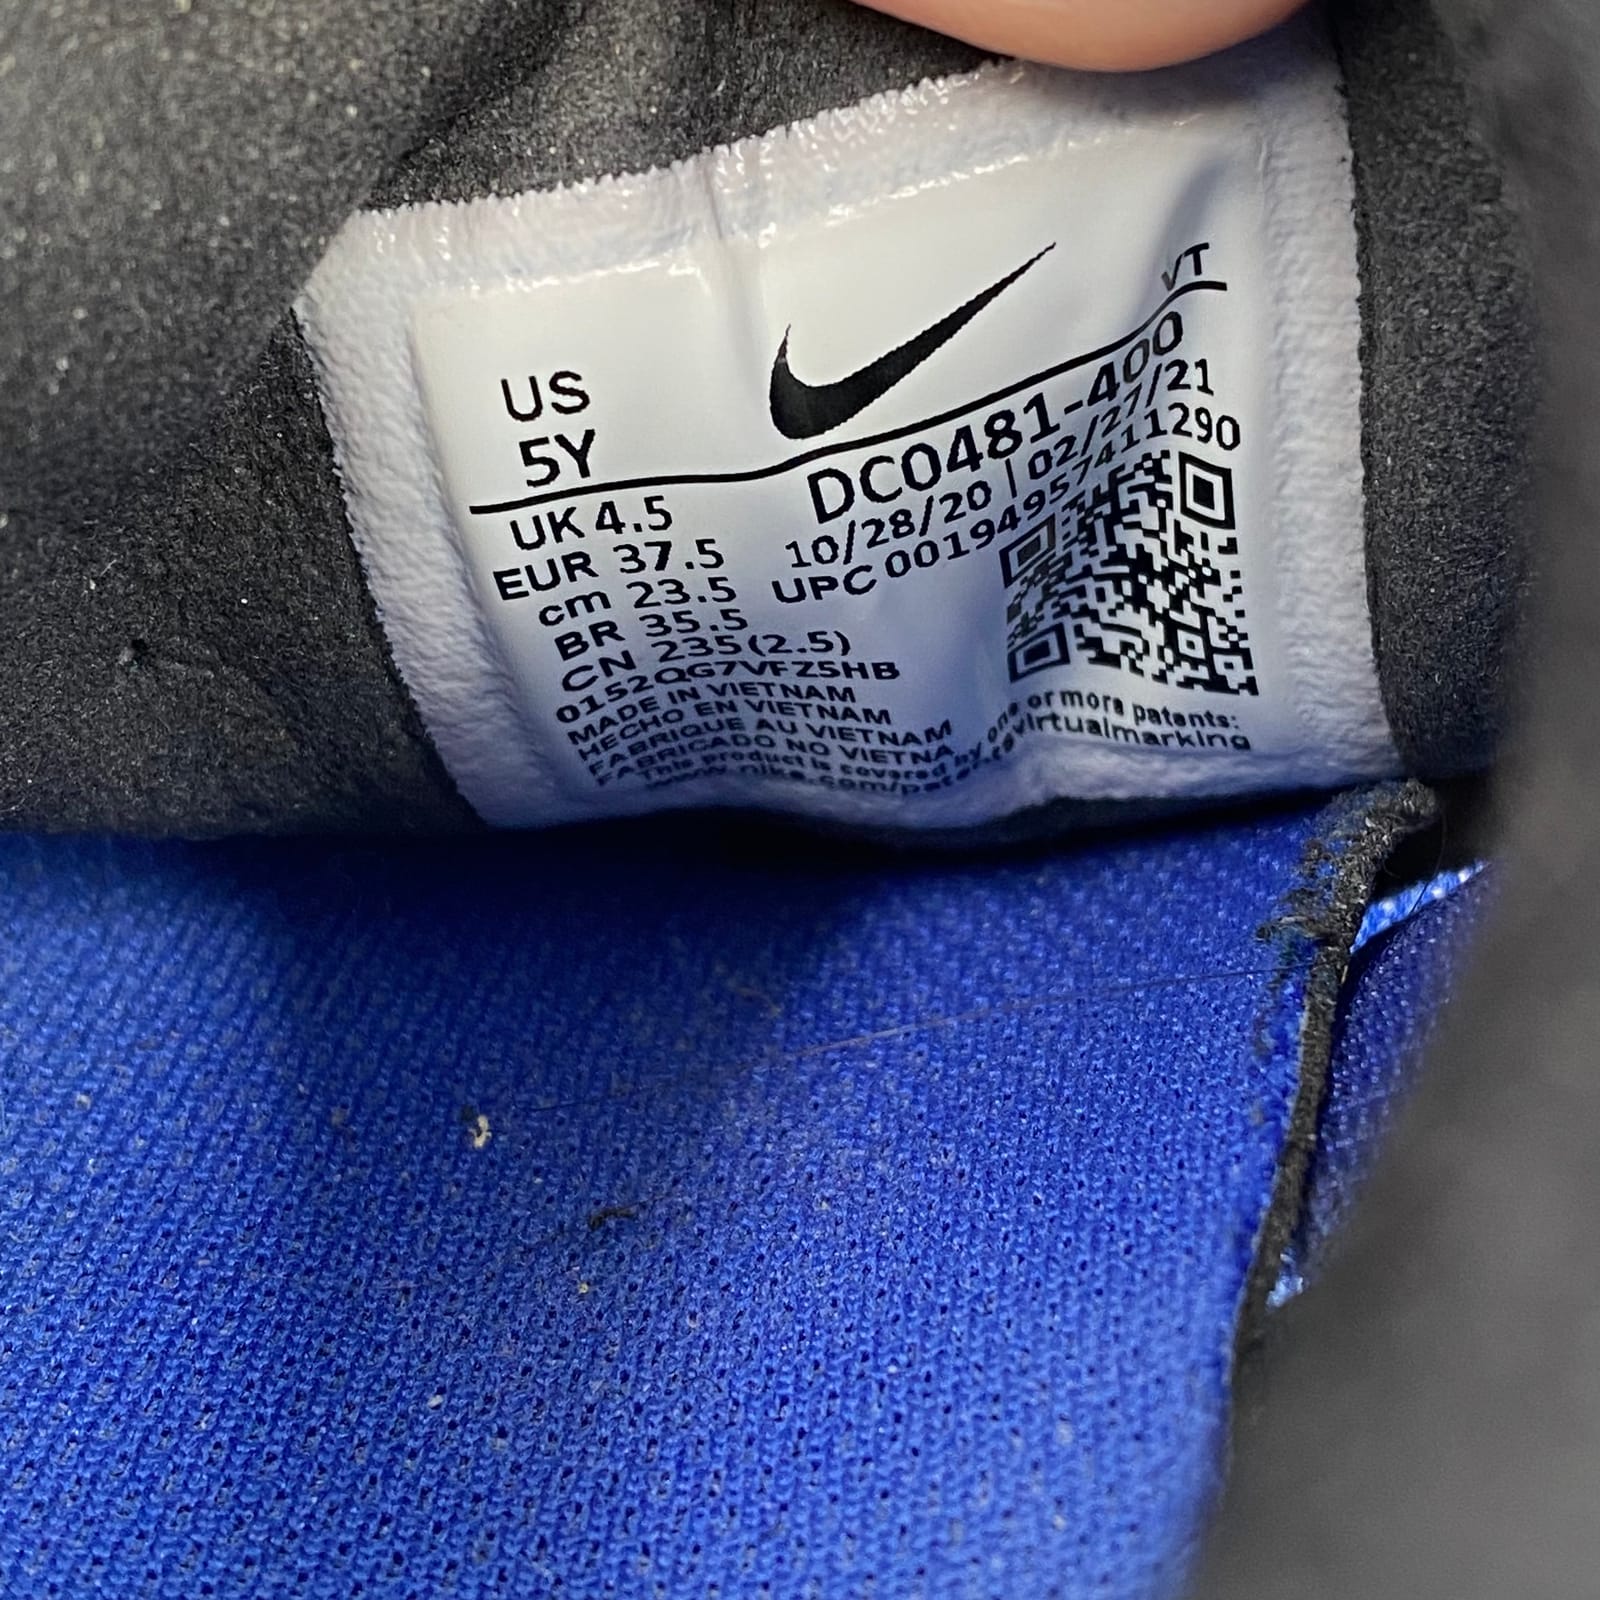 VT
US
5Y
UK 4.5
EUR 37.5
cm 23.5
BR 35.5
CN 235(2.5)
DC0481-400
10/28/20 | 02/27/21
UPC 00194957411290
0152QG7VFZ5HB
MADE IN VIETNAM
HECHO EN VIETNAM
FABRIQUE AU VIETNAM
FABRICADO NO VIETNA
This product is covered by one or more patents:
www.nike.com/
virtualmarking